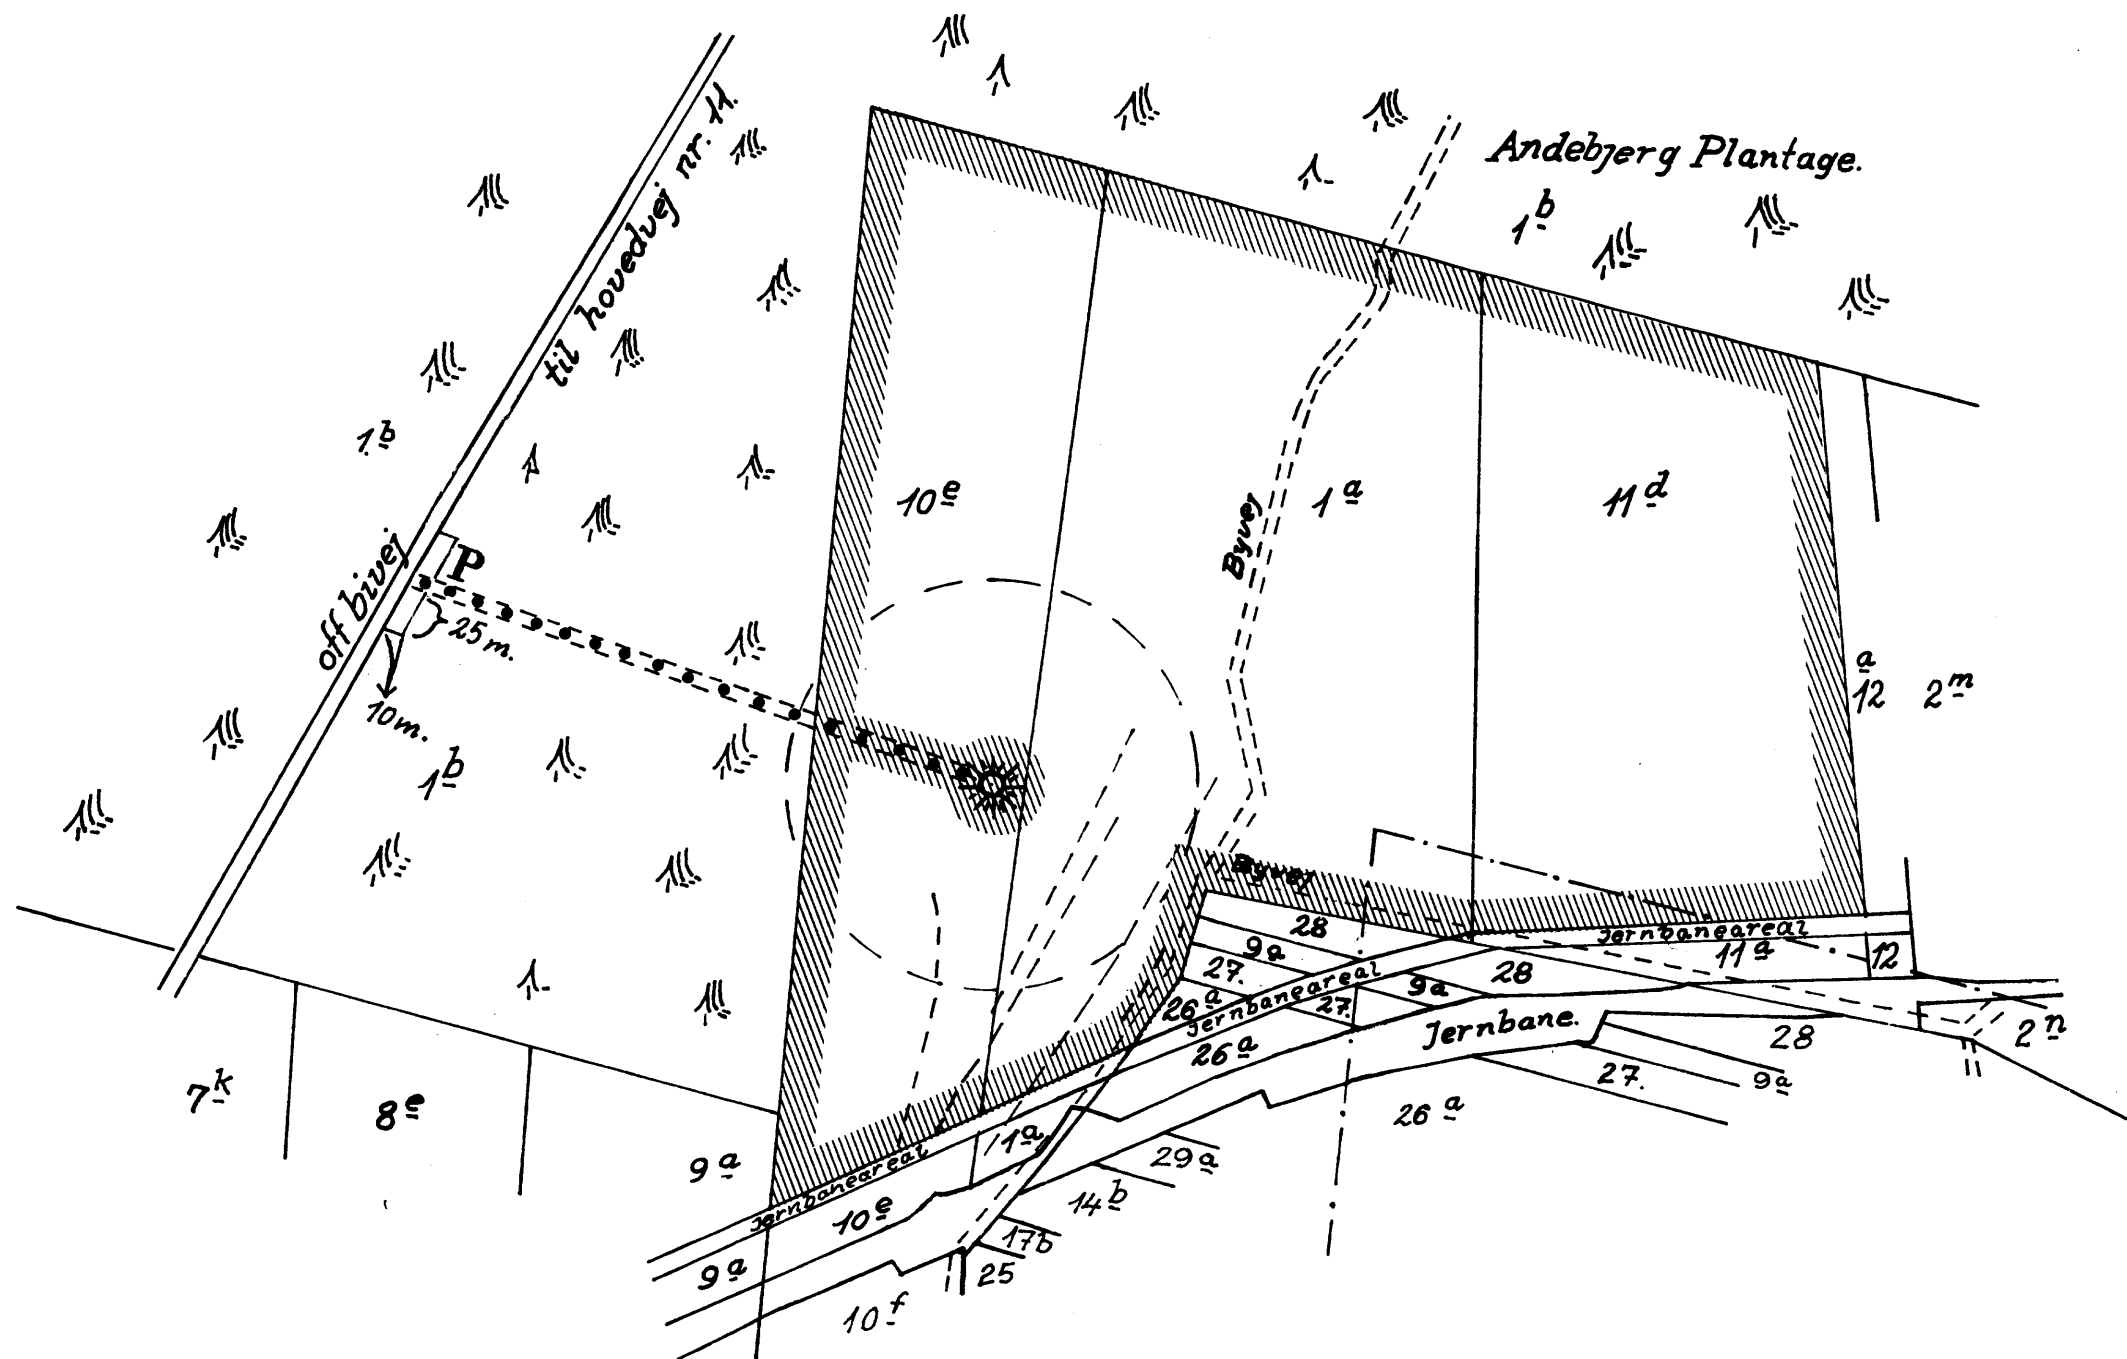 Andebjerg Plantage.
1b
til hovedvej nr. 11.
1b
10e
1a
11d
Byvej
off bivej
P
25 m.
10 m.
1b
a
12
2m
Byvej
28
9a
27.
26a
Jernbaneareal
11a
12
28
9a
27.
Jernbaneareal
26a
Jernbane.
28
2n
9a
27.
26a
7k
8e
9a
1a
Jernbaneareal
10e
29a
14b
17b
25
9a
10f